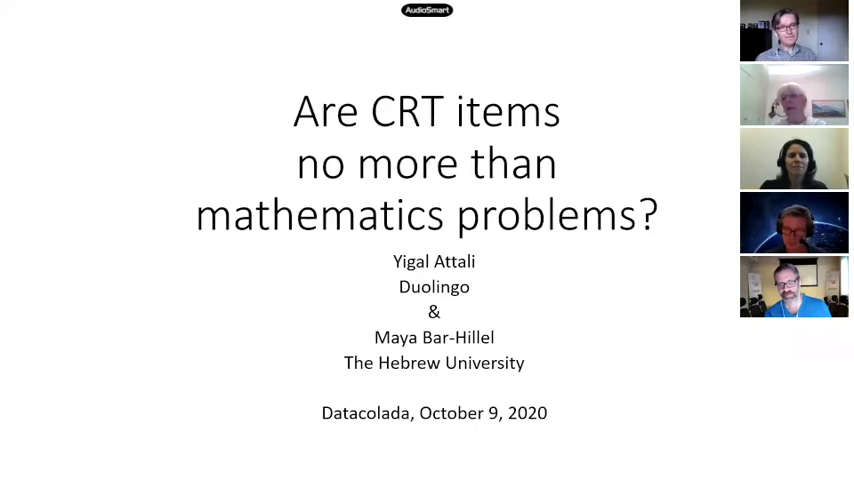 AudioSmart
Are CRT items
no more than
mathematics problems?
Yigal Attali
Duolingo
&
Maya Bar-Hillel
The Hebrew University
Datacolada, October 9, 2020